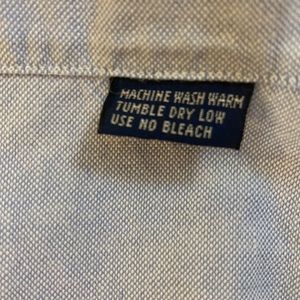 MACHINE WASH WARM
TUMBLE DRY LOW
USE NO BLEACH